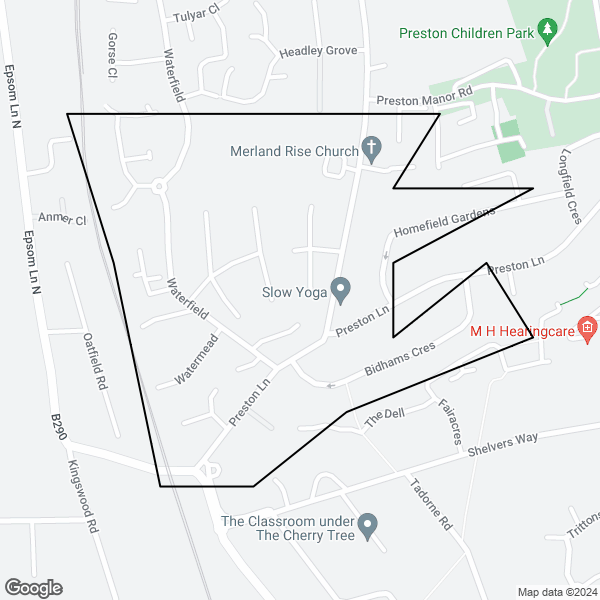 Tulyar Cl
Preston Children Park
Gorse Cl
Headley Grove
Waterfield
Epsom Ln N
Preston Manor Rd
Merland Rise Church
Longfield Cres
Anmer Cl
Homefield Gardens
Epsom Ln N
Preston Ln
Waterfield
Slow Yoga
Preston Ln
M H Hearingcare
Oatfield Rd
Watermead
Bidhams Cres
Preston Ln
The Dell
Fairacres
B290
Shelvers Way
Kingswood Rd
Tadorne Rd
The Classroom under
The Cherry Tree
Trittons
Google
Map data ©2024